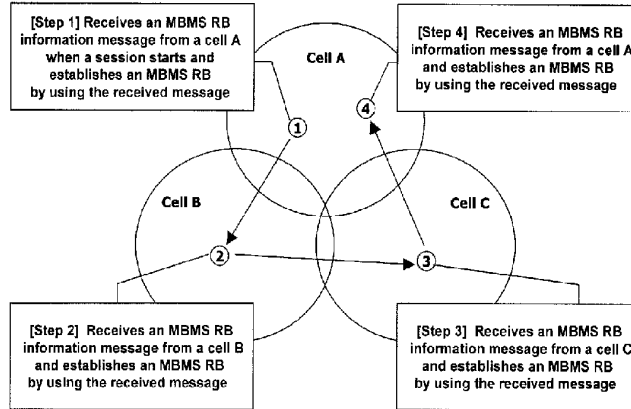 [Step 1] Receives an MBMS RB
information message from a cell A
when a session starts and
establishes an MBMS RB
by using the received message
[Step 4] Receives an MBMS RB
information message from a cell A
and establishes an MBMS RB
by using the received message
Cell A
1
4
Cell B
Cell C
2
3
[Step 2] Receives an MBMS RB
information message from a cell B
and establishes an MBMS RB
by using the received message
[Step 3] Receives an MBMS RB
information message from a cell C
and establishes an MBMS RB
by using the received message